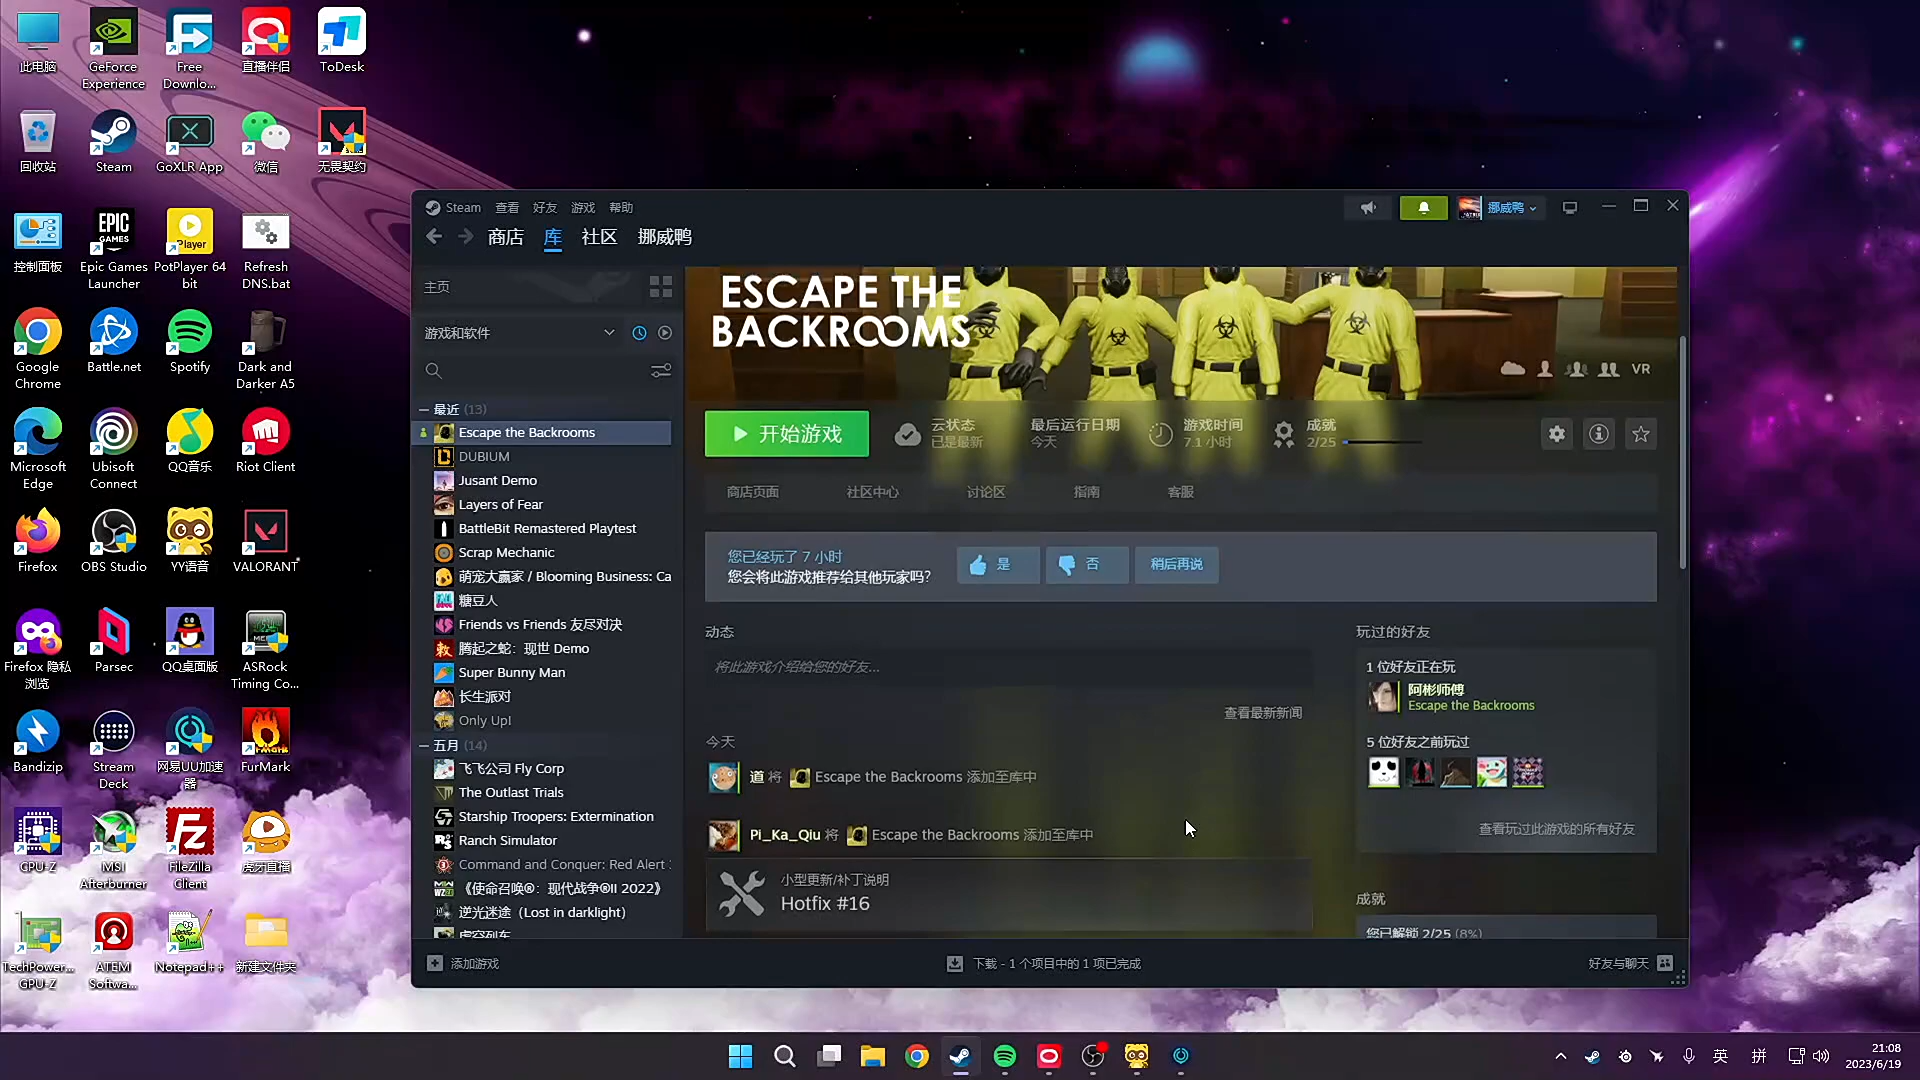 此电脑
GeForce
Experience
Free
Downlo...
直播伴侣
ToDesk
回收站
Steam
GoXLR App
微信
无畏契约
控制面板
EPIC
GAMES
Epic Games
Launcher
Player
PotPlayer 64
bit
Refresh
DNS.bat
Google
Chrome
Battle.net
Spotify
Dark and
Darker A5
Microsoft
Edge
Ubisoft
Connect
QQ音乐
Riot Client
Firefox
OBS Studio
YY语音
VALORANT
Firefox 隐私
浏览
Parsec
QQ桌面版
ASRock
Timing Co...
Bandizip
Stream
Deck
网易UU加速
器
FurMark
GPU-Z
MSI
Afterburner
FileZilla
Client
虎牙直播
TechPower...
GPU-Z
ATEM
Softwa...
Notepad++
新建文件夹
Steam 查看 好友 游戏 帮助
挪威鸭
商店 库 社区 挪威鸭
主页
游戏和软件
最近 (13)
Escape the Backrooms
DUBIUM
Jusant Demo
Layers of Fear
BattleBit Remastered Playtest
Scrap Mechanic
萌宠大赢家 / Blooming Business: Ca
糖豆人
Friends vs Friends 友尽对决
腾起之蛇：现世 Demo
Super Bunny Man
长生派对
Only Up!
五月 (14)
飞飞公司 Fly Corp
The Outlast Trials
Starship Troopers: Extermination
Ranch Simulator
Command and Conquer: Red Alert
《使命召唤®：现代战争®II 2022》
逆光迷途（Lost in darklight）
添加游戏
ESCAPE THE
BACKROOMS
VR
开始游戏
云状态
已是最新
最后运行日期
今天
游戏时间
7.1 小时
成就
2/25
商店页面 社区中心 讨论区 指南 客服
您已经玩了 7 小时
您会将此游戏推荐给其他玩家吗?
是 否 稍后再说
动态
将此游戏介绍给您的好友...
查看最新新闻
今天
道 将 Escape the Backrooms 添加至库中
Pi_Ka_Qiu 将 Escape the Backrooms 添加至库中
小型更新/补丁说明
Hotfix #16
玩过的好友
1 位好友正在玩
阿彬师傅
Escape the Backrooms
5 位好友之前玩过
查看玩过此游戏的所有好友
成就
您已解锁 2/25 (8%)
下载 - 1 个项目中的 1 项已完成
好友与聊天
英 拼
21:08
2023/6/19